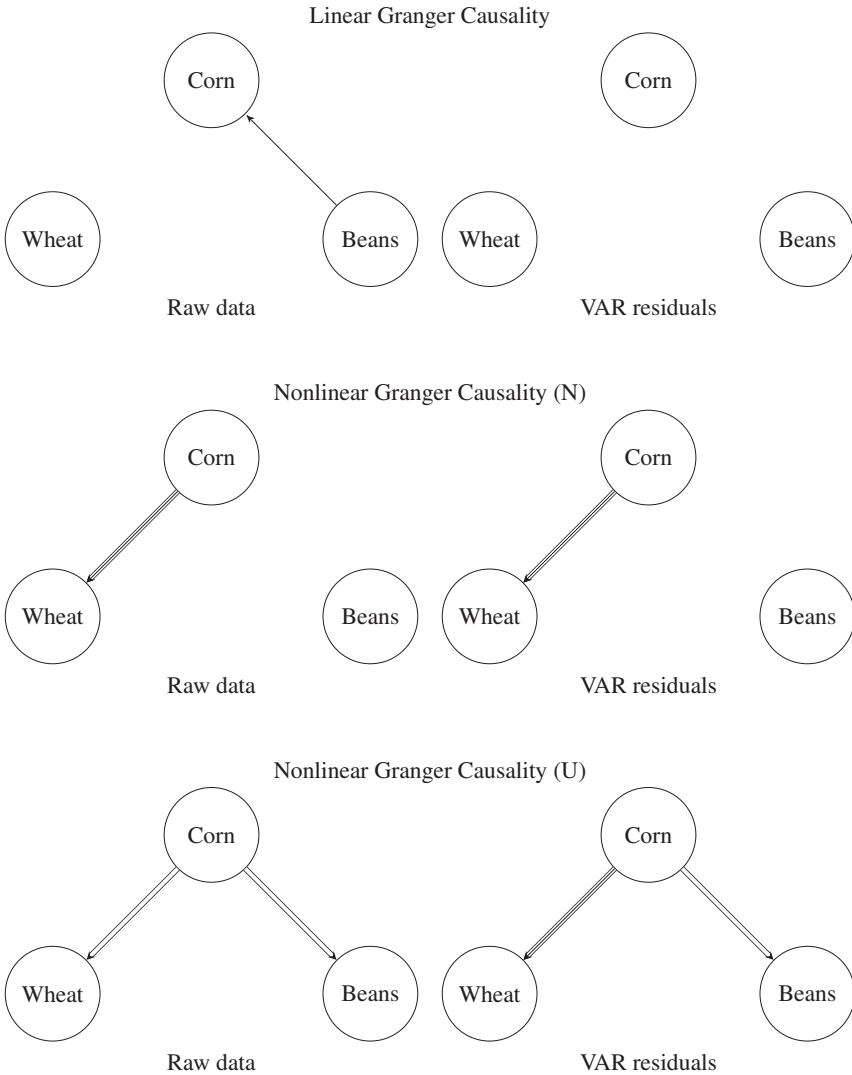 Linear Granger Causality
Corn
Corn
Wheat
Beans
Wheat
Beans
Raw data
VAR residuals
Nonlinear Granger Causality (N)
Corn
Corn
Wheat
Beans
Wheat
Beans
Raw data
VAR residuals
Nonlinear Granger Causality (U)
Corn
Corn
Wheat
Beans
Wheat
Beans
Raw data
VAR residuals